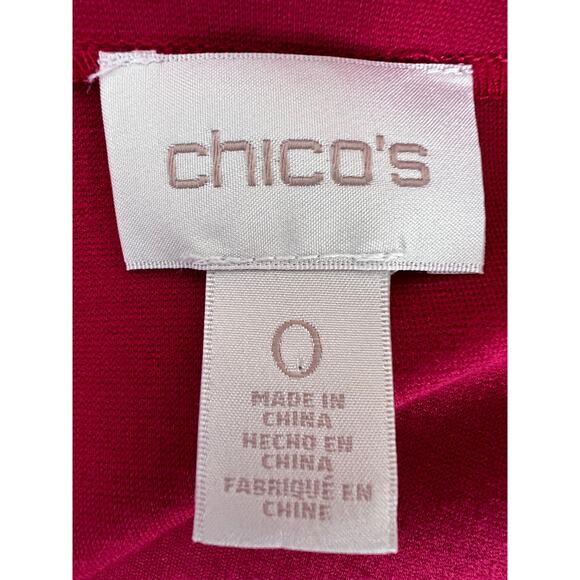 chico's
0
MADE IN
CHINA
HECHO EN
CHINA
FABRIQUÉ EN
CHINE